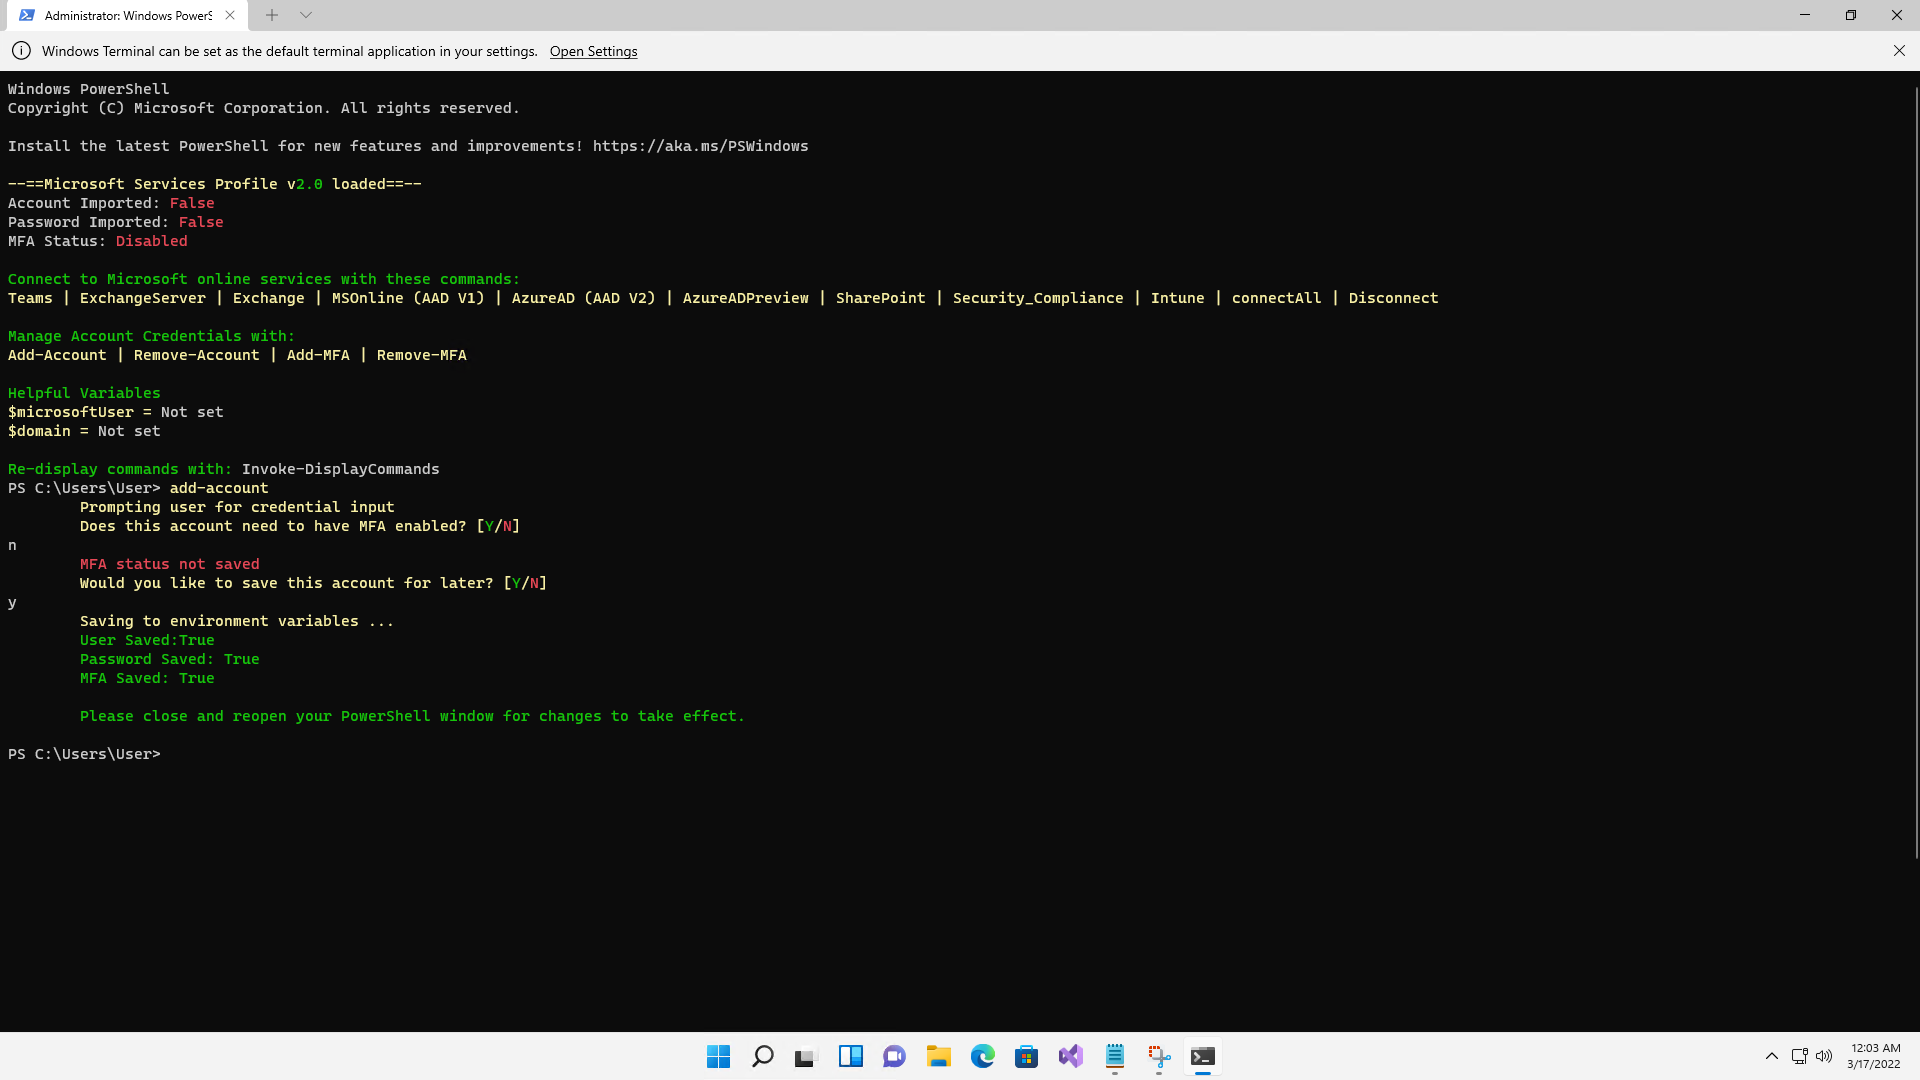 Administrator: Windows PowerS
Windows Terminal can be set as the default terminal application in your settings. Open Settings
Windows PowerShell
Copyright (C) Microsoft Corporation. All rights reserved.
Install the latest PowerShell for new features and improvements! https://aka.ms/PSWindows
--==Microsoft Services Profile v2.0 loaded==--
Account Imported: False
Password Imported: False
MFA Status: Disabled
Connect to Microsoft online services with these commands:
Teams | ExchangeServer | Exchange | MSOnline (AAD V1) | AzureAD (AAD V2) | AzureADPreview | SharePoint | Security_Compliance | Intune | connectAll | Disconnect
Manage Account Credentials with:
Add-Account | Remove-Account | Add-MFA | Remove-MFA
Helpful Variables
$microsoftUser = Not set
$domain = Not set
Re-display commands with: Invoke-DisplayCommands
PS C:\Users\User> add-account
Prompting user for credential input
Does this account need to have MFA enabled? [Y/N]
n
MFA status not saved
Would you like to save this account for later? [Y/N]
y
Saving to environment variables ...
User Saved:True
Password Saved: True
MFA Saved: True
Please close and reopen your PowerShell window for changes to take effect.
PS C:\Users\User>
12:03 AM
3/17/2022